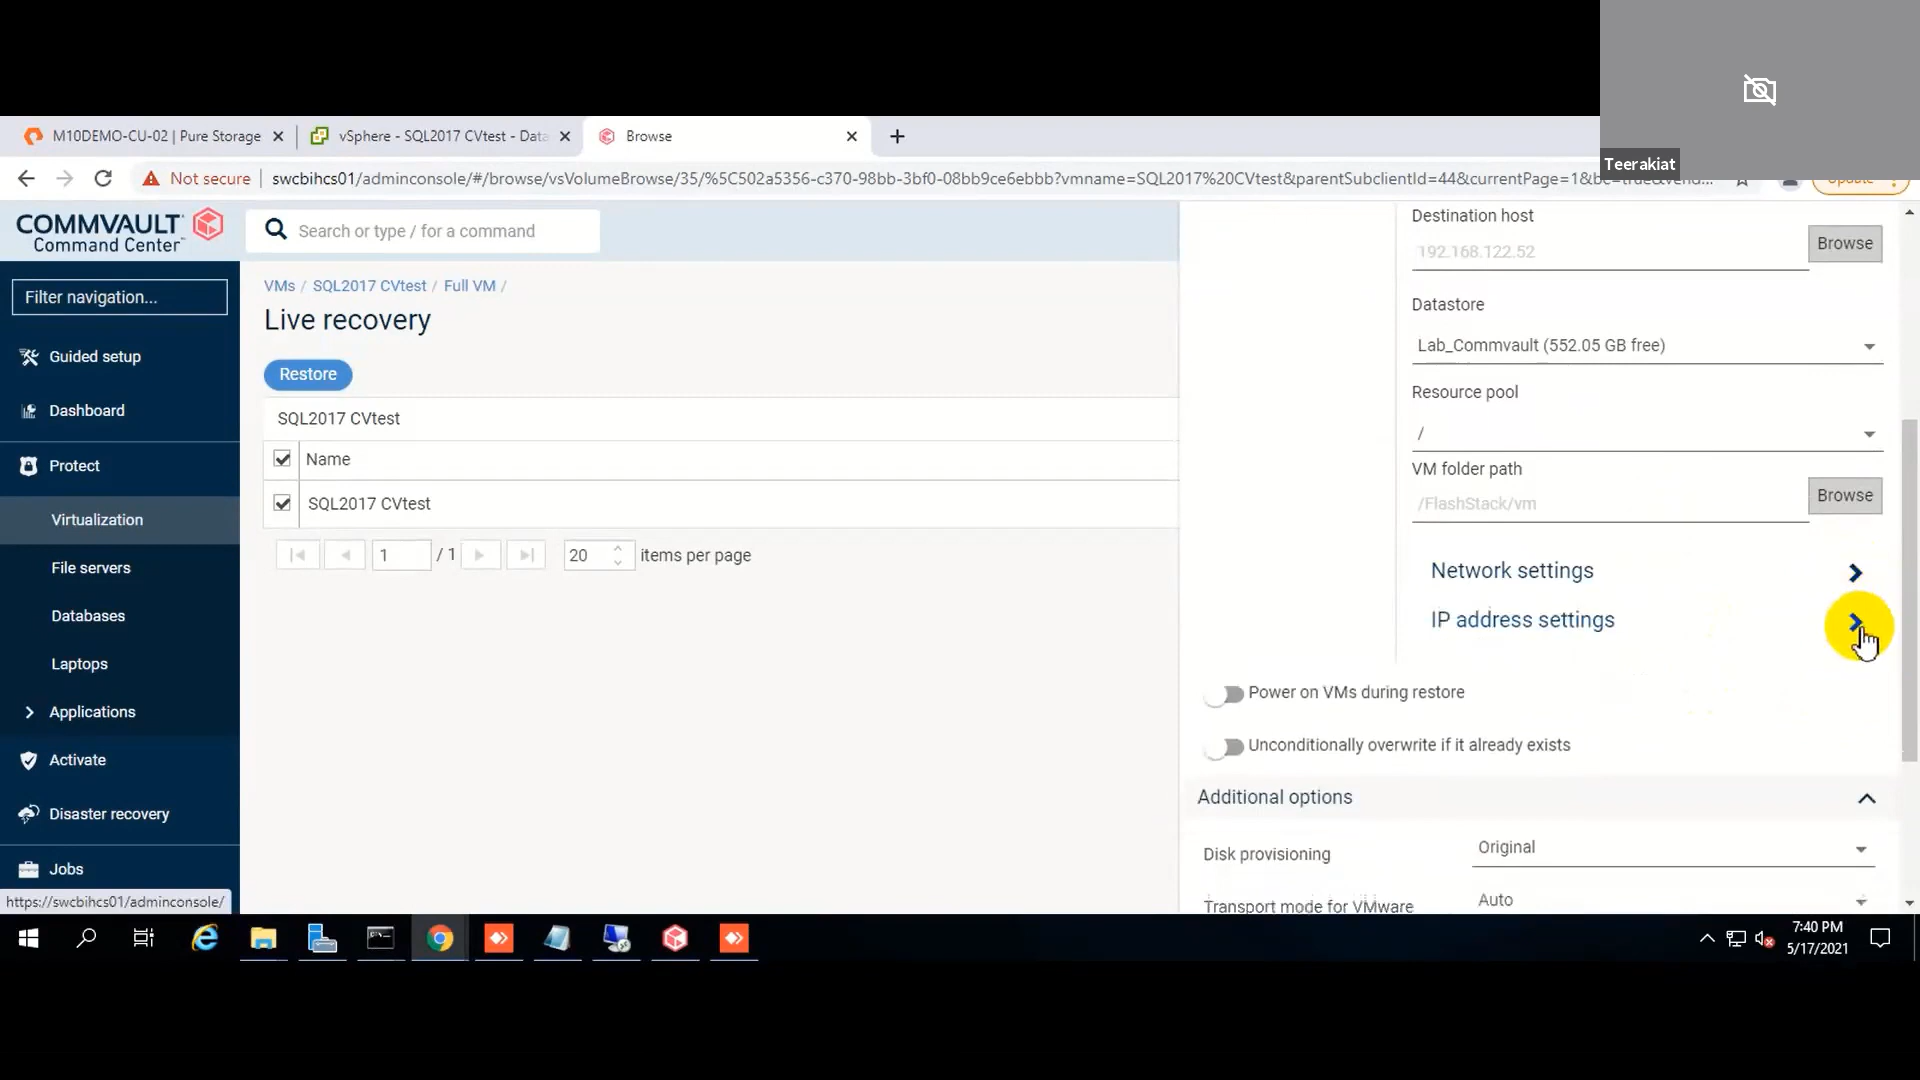 Teerakiat
M10DEMO-CU-02 | Pure Storage
vSphere - SQL2017 CVtest - Data
Browse
Not secure
swcbihcs01/adminconsole/#/browse/vsVolumeBrowse/35/%5C502a5356-c370-98bb-3bf0-08bb9ce6ebbb?vmname=SQL2017%20CVtest&parentSubclientId=44&currentPage=1&bc=true&vend...
Update
COMMVAULT
Command Center™
Search or type / for a command
Filter navigation...
Guided setup
Dashboard
Protect
Virtualization
File servers
Databases
Laptops
Applications
Activate
Disaster recovery
Jobs
https://swcbihcs01/adminconsole/
VMs / SQL2017 CVtest / Full VM /
Live recovery
Restore
SQL2017 CVtest
Name
SQL2017 CVtest
1 / 1 20 items per page
Destination host
192.168.122.52 Browse
Datastore
Lab_Commvault (552.05 GB free)
Resource pool
/
VM folder path
/FlashStack/vm Browse
Network settings
IP address settings
Power on VMs during restore
Unconditionally overwrite if it already exists
Additional options
Disk provisioning Original
Transport mode for VMware Auto
7:40 PM
5/17/2021